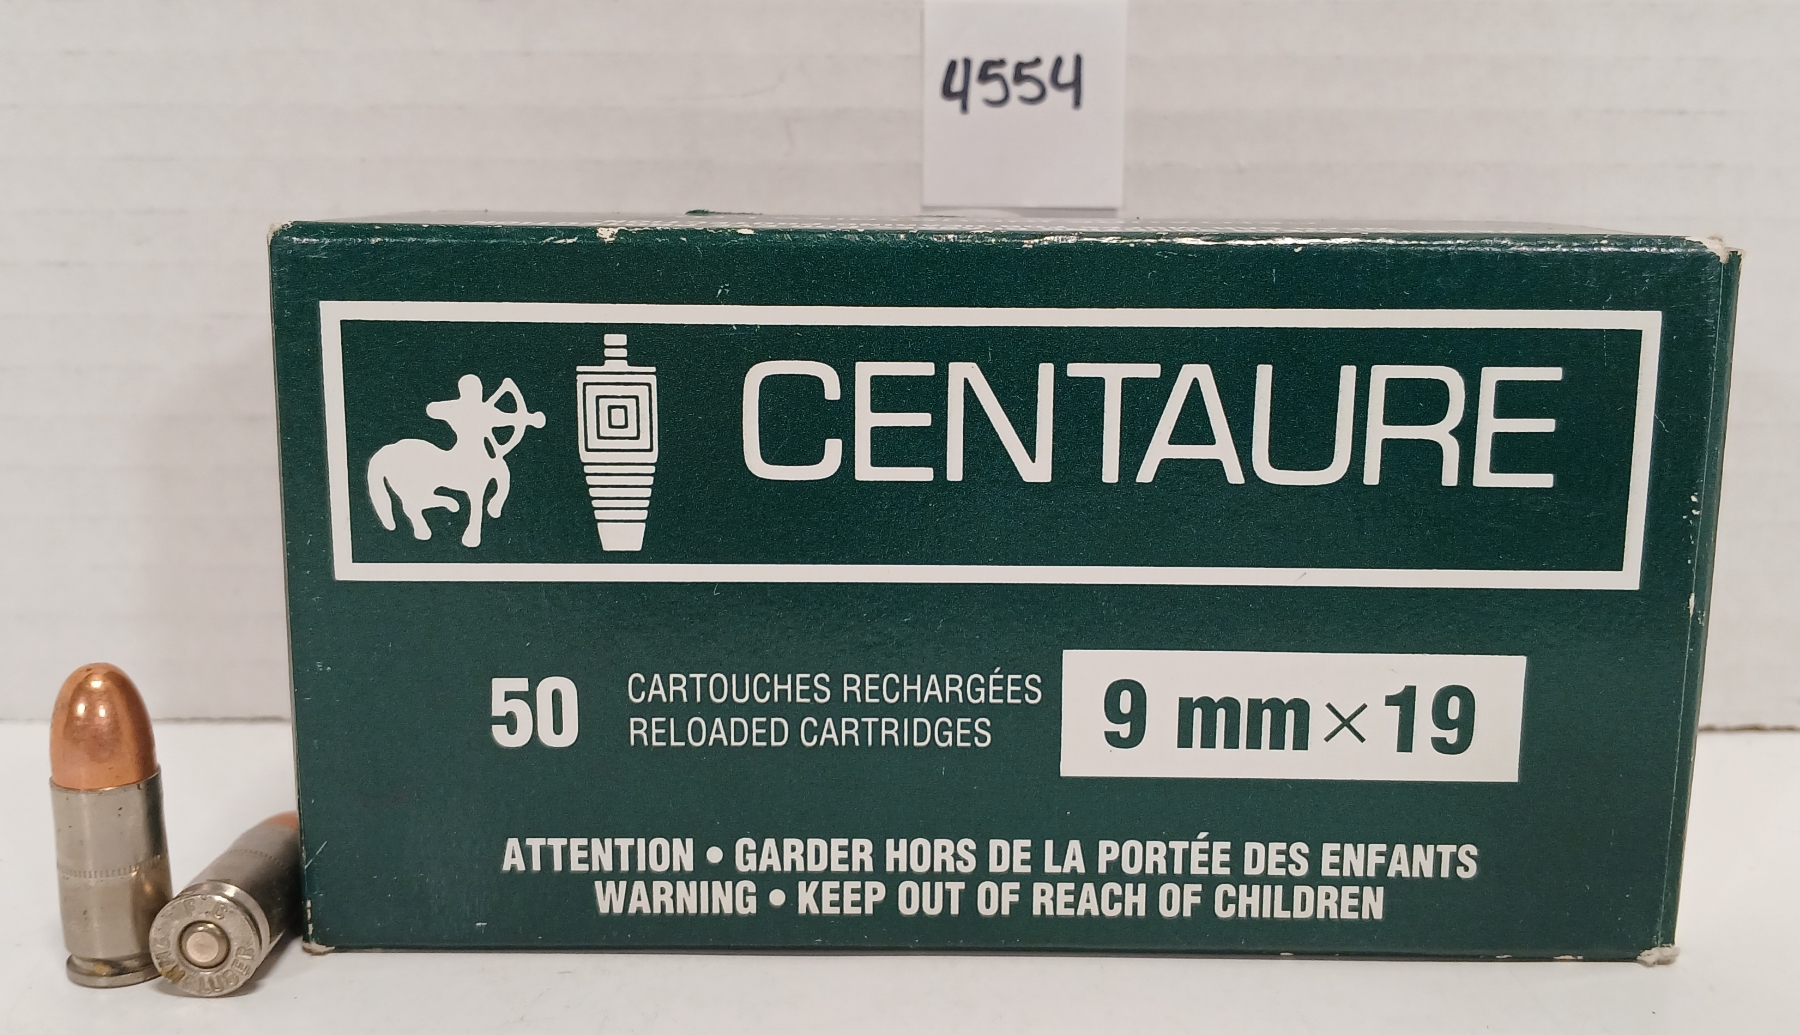 4554
CENTAURE
50 CARTOUCHES RECHARGÉES
RELOADED CARTRIDGES
9 mm × 19
ATTENTION • GARDER HORS DE LA PORTÉE DES ENFANTS
WARNING • KEEP OUT OF REACH OF CHILDREN
LUGER